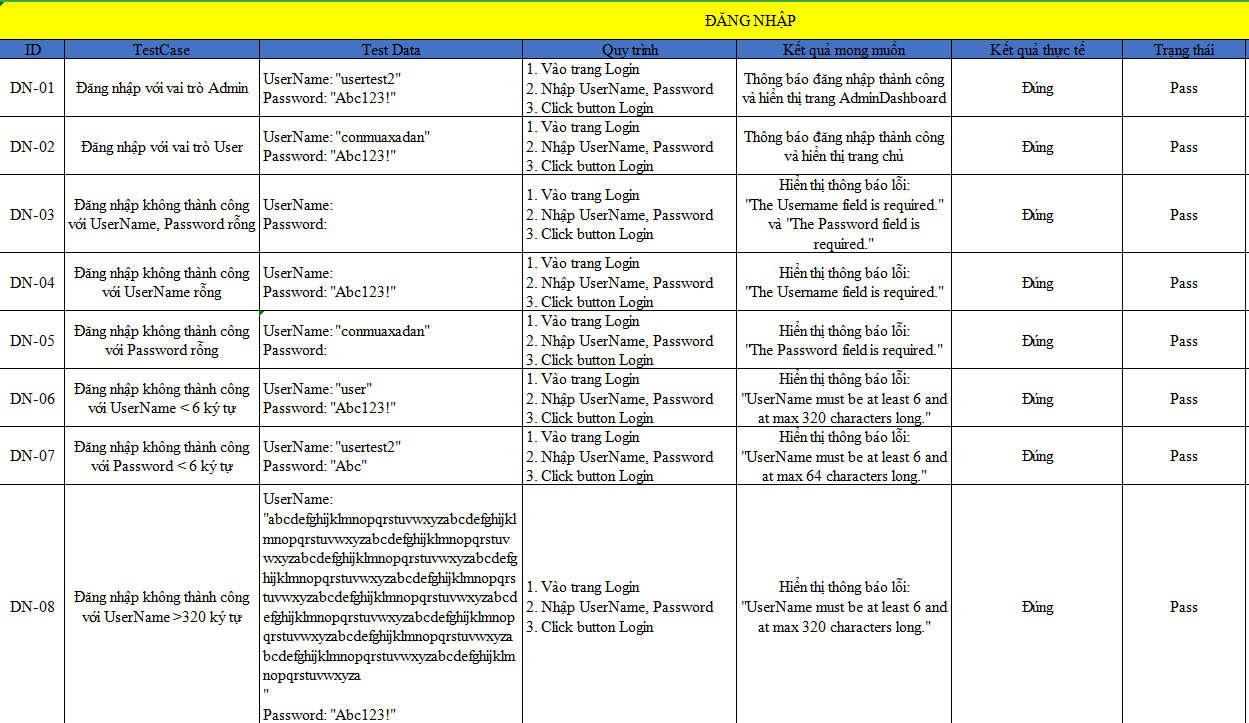 ĐĂNG NHẬP
ID TestCase Test Data Quy trình Kết quả mong muốn Kết quả thực tế Trạng thái
DN-01
Đăng nhập với vai trò Admin
UserName: "usertest2"
Password: "Abc123!"
1. Vào trang Login
2. Nhập UserName, Password
3. Click button Login
Thông báo đăng nhập thành công
và hiển thị trang AdminDashboard
Đúng
Pass
DN-02
Đăng nhập với vai trò User
UserName: "conmuaxadan"
Password: "Abc123!"
1. Vào trang Login
2. Nhập UserName, Password
3. Click button Login
Thông báo đăng nhập thành công
và hiển thị trang chủ
Đúng
Pass
DN-03
Đăng nhập không thành công
với UserName, Password rỗng
UserName:
Password:
1. Vào trang Login
2. Nhập UserName, Password
3. Click button Login
Hiển thị thông báo lỗi:
"The Username field is required."
và "The Password field is
required."
Đúng
Pass
DN-04
Đăng nhập không thành công
với UserName rỗng
UserName:
Password: "Abc123!"
1. Vào trang Login
2. Nhập UserName, Password
3. Click button Login
Hiển thị thông báo lỗi:
"The Username field is required."
Đúng
Pass
DN-05
Đăng nhập không thành công
với Password rỗng
UserName: "conmuaxadan"
Password:
1. Vào trang Login
2. Nhập UserName, Password
3. Click button Login
Hiển thị thông báo lỗi:
"The Password field is required."
Đúng
Pass
DN-06
Đăng nhập không thành công
với UserName < 6 ký tự
UserName: "user"
Password: "Abc123!"
1. Vào trang Login
2. Nhập UserName, Password
3. Click button Login
Hiển thị thông báo lỗi:
"UserName must be at least 6 and
at max 320 characters long."
Đúng
Pass
DN-07
Đăng nhập không thành công
với Password < 6 ký tự
UserName: "usertest2"
Password: "Abc"
1. Vào trang Login
2. Nhập UserName, Password
3. Click button Login
Hiển thị thông báo lỗi:
"UserName must be at least 6 and
at max 64 characters long."
Đúng
Pass
DN-08
Đăng nhập không thành công
với UserName >320 ký tự
UserName:
"abcdefghijklmnopqrstuvwxyzabcdefghijkl
mnopqrstuvwxyzabcdefghijklmnopqrstuv
wxyzabcdefghijklmnopqrstuvwxyzabcdefg
hijklmnopqrstuvwxyzabcdefghijklmnopqrs
tuvwxyzabcdefghijklmnopqrstuvwxyzabcd
efghijklmnopqrstuvwxyzabcdefghijklmnop
qrstuvwxyzabcdefghijklmnopqrstuvwxyza
bcdefghijklmnopqrstuvwxyzabcdefghijklm
nopqrstuvwxyza
"
Password: "Abc123!"
1. Vào trang Login
2. Nhập UserName, Password
3. Click button Login
Hiển thị thông báo lỗi:
"UserName must be at least 6 and
at max 320 characters long."
Đúng
Pass